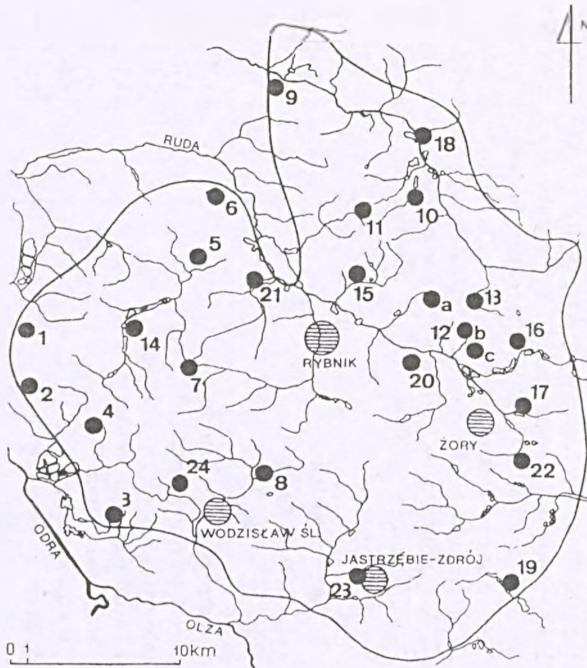 N
9
18
RUDA
6
10
11
5
21
15
a
13
1
14
12
b
16
c
RYBNIK
20
2
7
17
4
ŻORY
22
24
8
3
WODZISŁAW ŚL.
ODRA
JASTRZĘBIE-ZDRÓJ
23
19
OLZA
0 1 10km